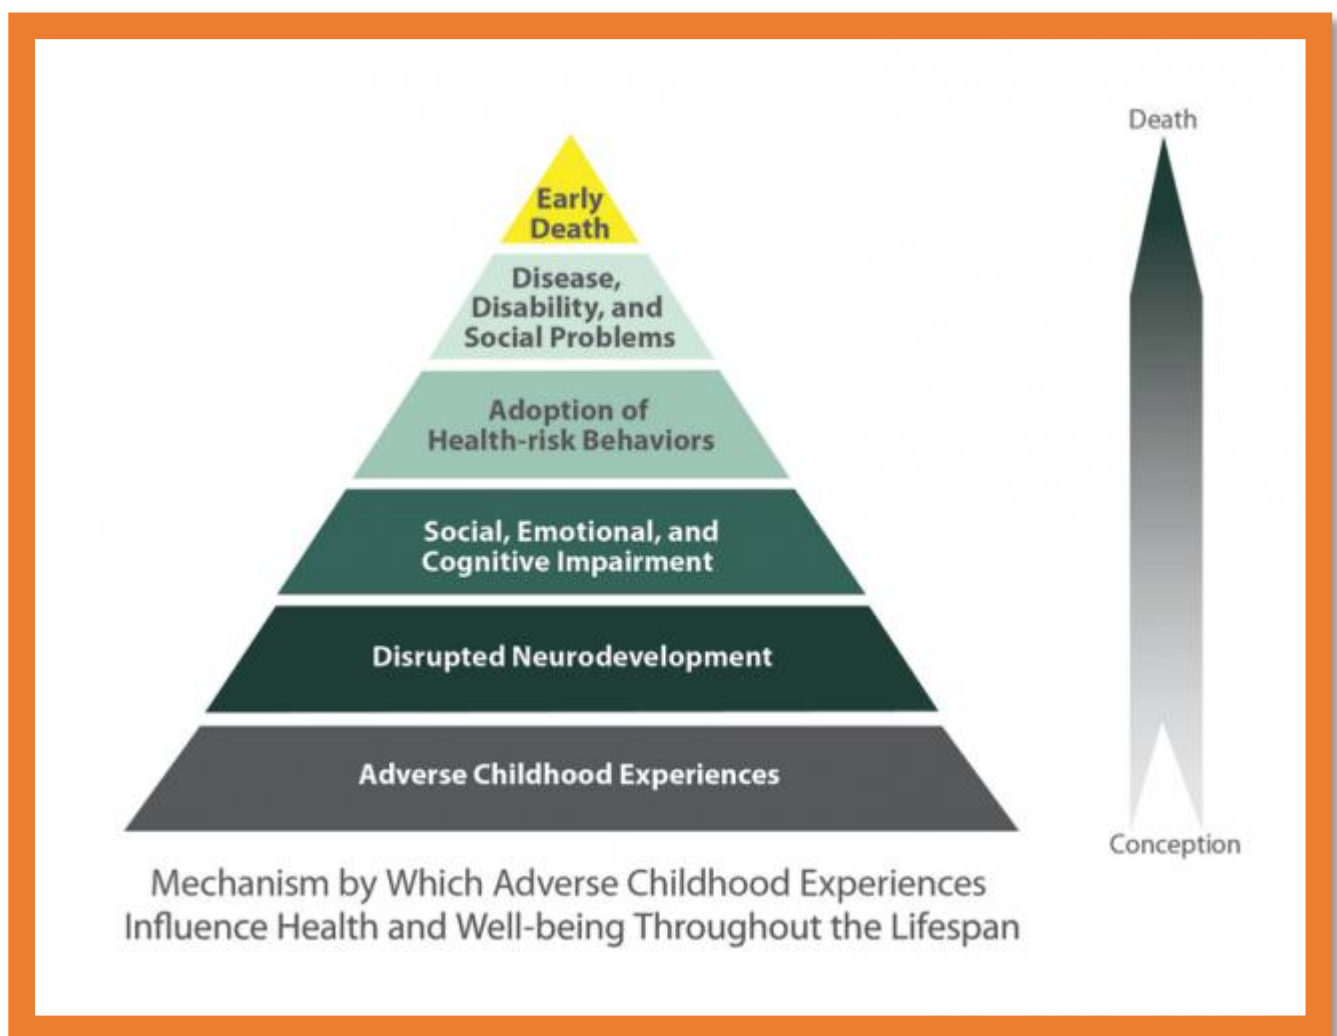 Death
Early
Death
Disease,
Disability, and
Social Problems
Adoption of
Health-risk Behaviors
Social, Emotional, and
Cognitive Impairment
Disrupted Neurodevelopment
Adverse Childhood Experiences
Conception
Mechanism by Which Adverse Childhood Experiences
Influence Health and Well-being Throughout the Lifespan